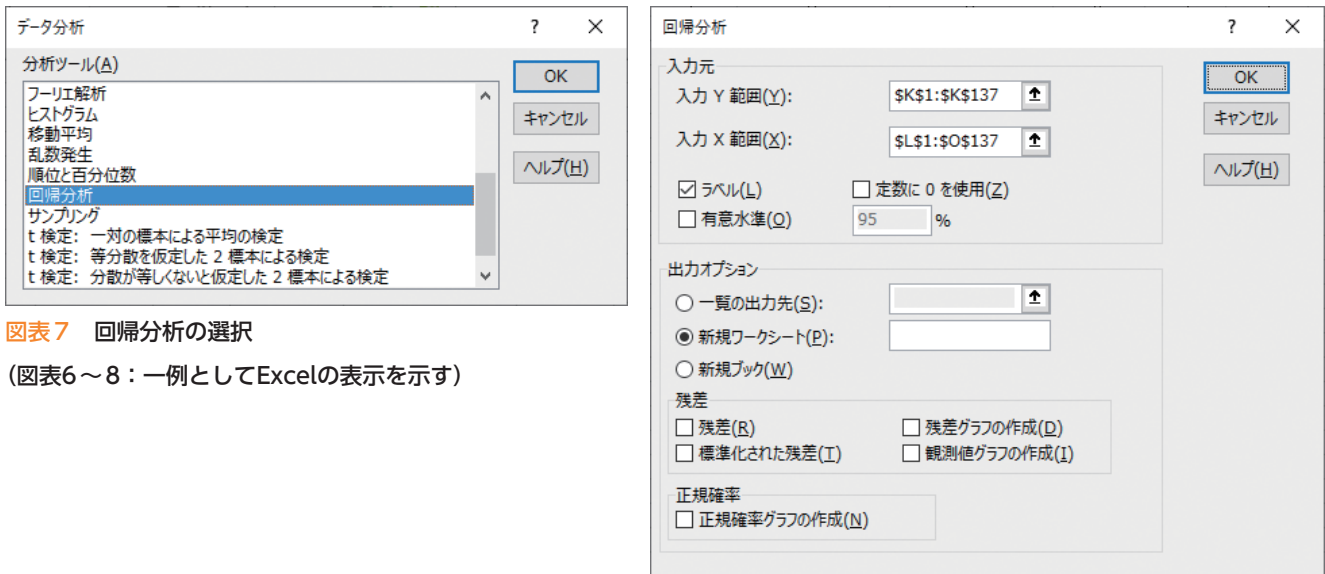 データ分析
?
×
分析ツール(A)
フーリエ解析
ヒストグラム
移動平均
乱数発生
順位と百分位数
回帰分析
サンプリング
t 検定: 一対の標本による平均の検定
t 検定: 等分散を仮定した 2 標本による検定
t 検定: 分散が等しくないと仮定した 2 標本による検定
OK
キャンセル
ヘルプ(H)
図表7 回帰分析の選択
(図表6~8:一例としてExcelの表示を示す)
回帰分析
?
×
入力元
入力 Y 範囲(Y):
$K$1:$K$137
入力 X 範囲(X):
$L$1:$O$137
ラベル(L)
定数に 0 を使用(Z)
有意水準(O)
95
%
OK
キャンセル
ヘルプ(H)
出力オプション
一覧の出力先(S):
新規ワークシート(P):
新規ブック(W)
残差
残差(R)
残差グラフの作成(D)
標準化された残差(T)
観測値グラフの作成(I)
正規確率
正規確率グラフの作成(N)